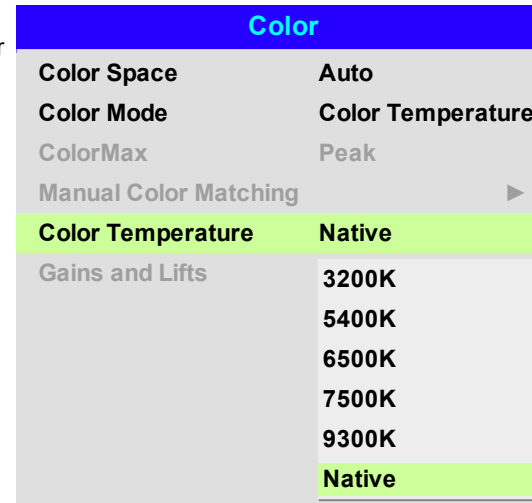 Color
Color Space Auto
Color Mode Color Temperature
ColorMax Peak
Manual Color Matching ►
Color Temperature Native
Gains and Lifts
3200K
5400K
6500K
7500K
9300K
Native